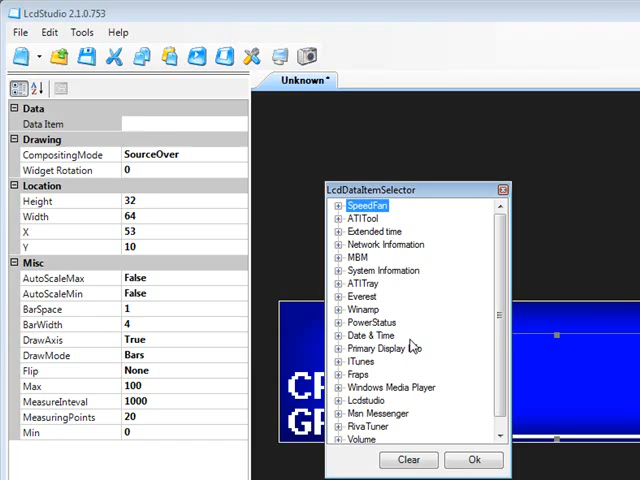 LcdStudio 2.1.0.753
File Edit Tools Help
Unknown*
Data
Data Item
Drawing
CompositingMode SourceOver
Widget Rotation 0
Location
Height 32
Width 64
X 53
Y 10
Misc
AutoScaleMax False
AutoScaleMin False
BarSpace 1
BarWidth 4
DrawAxis True
DrawMode Bars
Flip None
Max 100
MeasureInteval 1000
MeasuringPoints 20
Min 0
LcdDataItemSelector
SpeedFan
ATITool
Extended time
Network Information
MBM
System Information
ATITray
Everest
Winamp
PowerStatus
Date & Time
Primary Display
ITunes
Fraps
Windows Media Player
Lcdstudio
Msn Messenger
RivaTuner
Volume
Clear Ok